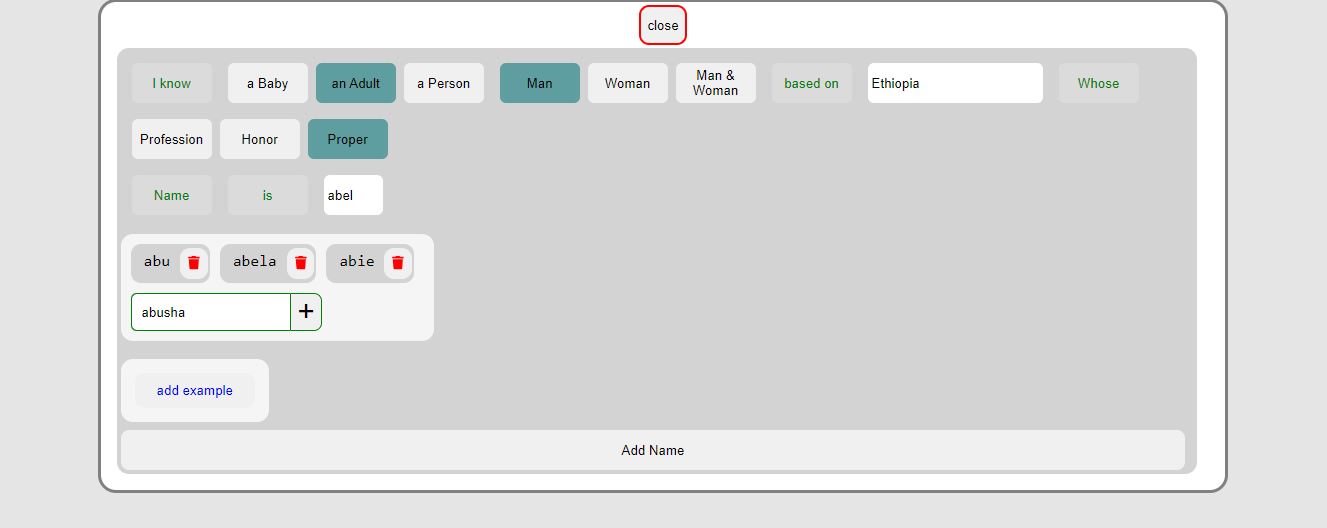 close
I know a Baby an Adult a Person Man Woman Man & Woman based on Ethiopia Whose
Profession Honor Proper
Name is abel
abu abela abie
abusha +
add example
Add Name